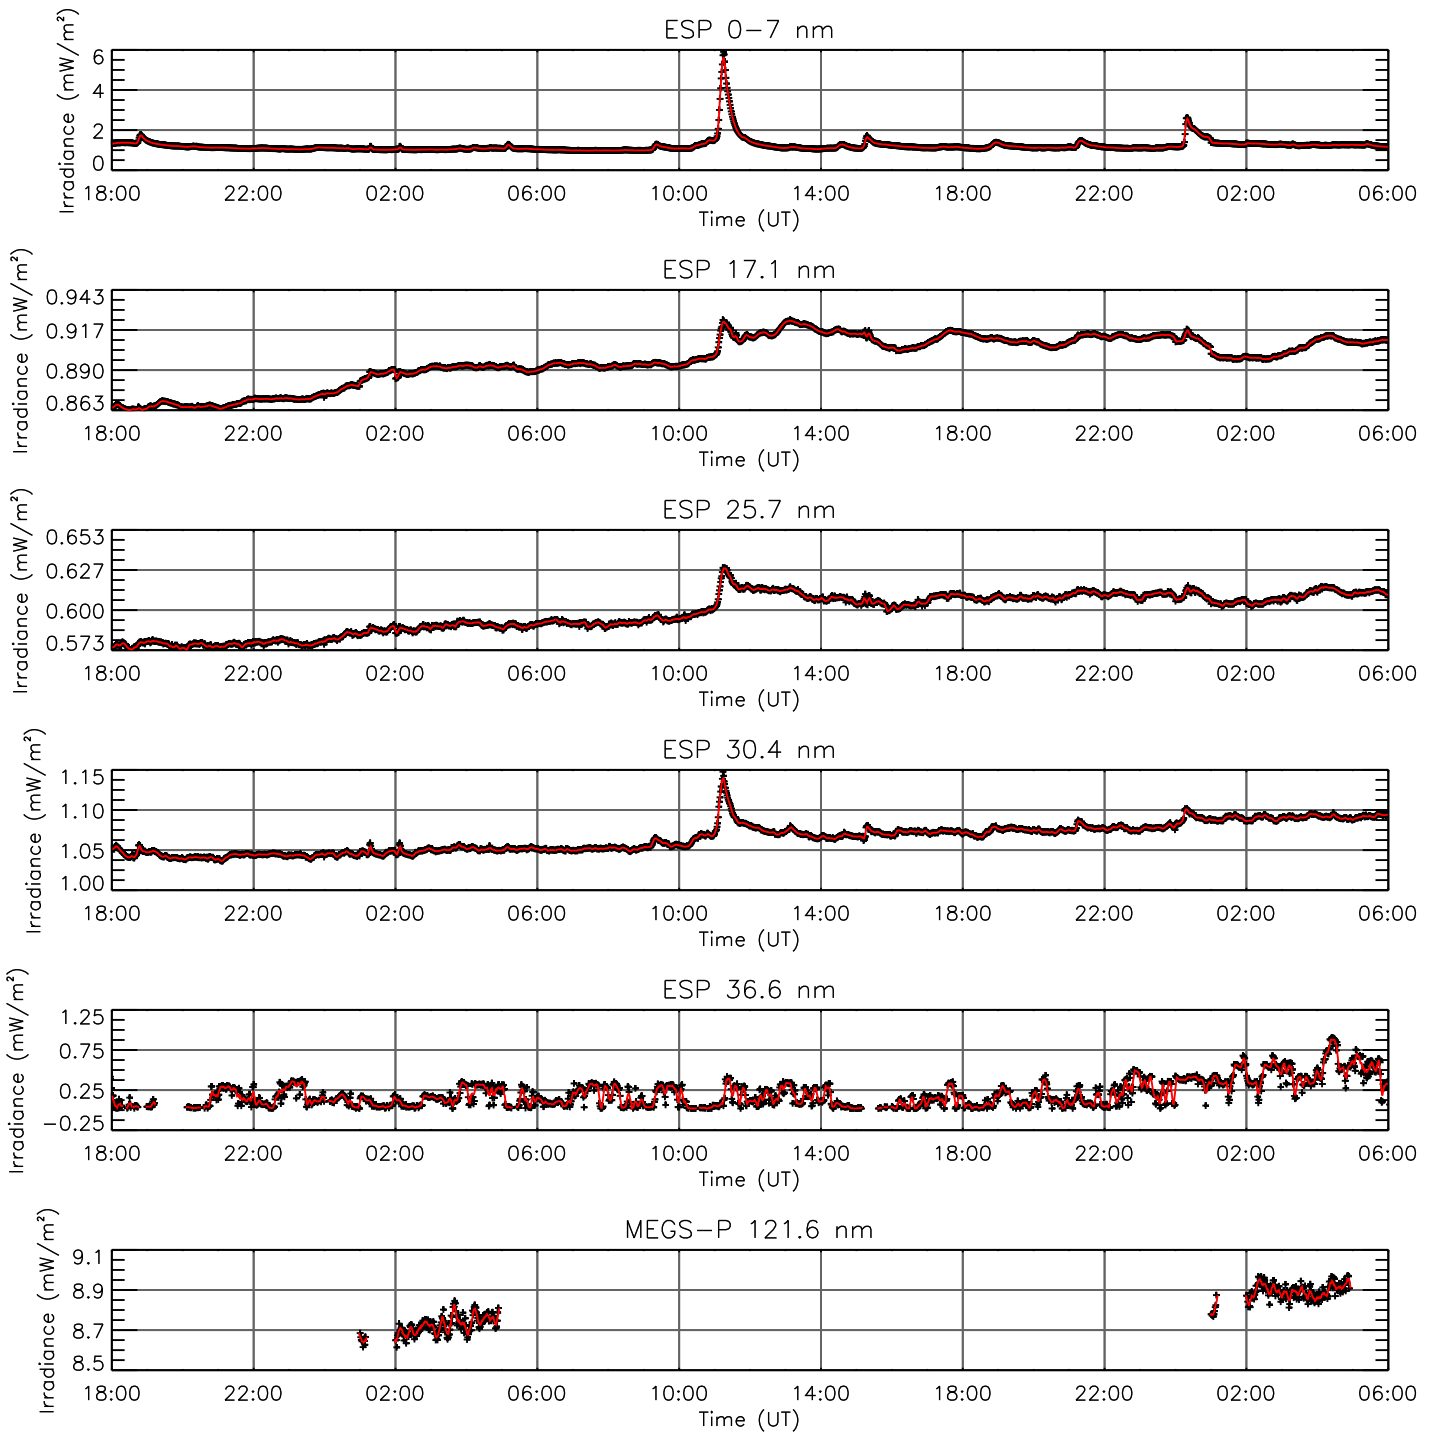 ESP 0-7 nm
Irradiance (mW/m²)
6
4
2
0
18:00 22:00 02:00 06:00 10:00 14:00 18:00 22:00 02:00 06:00
Time (UT)
ESP 17.1 nm
Irradiance (mW/m²)
0.943
0.917
0.890
0.863
18:00 22:00 02:00 06:00 10:00 14:00 18:00 22:00 02:00 06:00
Time (UT)
ESP 25.7 nm
Irradiance (mW/m²)
0.653
0.627
0.600
0.573
18:00 22:00 02:00 06:00 10:00 14:00 18:00 22:00 02:00 06:00
Time (UT)
ESP 30.4 nm
Irradiance (mW/m²)
1.15
1.10
1.05
1.00
18:00 22:00 02:00 06:00 10:00 14:00 18:00 22:00 02:00 06:00
Time (UT)
ESP 36.6 nm
Irradiance (mW/m²)
1.25
0.75
0.25
-0.25
18:00 22:00 02:00 06:00 10:00 14:00 18:00 22:00 02:00 06:00
Time (UT)
MEGS-P 121.6 nm
Irradiance (mW/m²)
9.1
8.9
8.7
8.5
18:00 22:00 02:00 06:00 10:00 14:00 18:00 22:00 02:00 06:00
Time (UT)